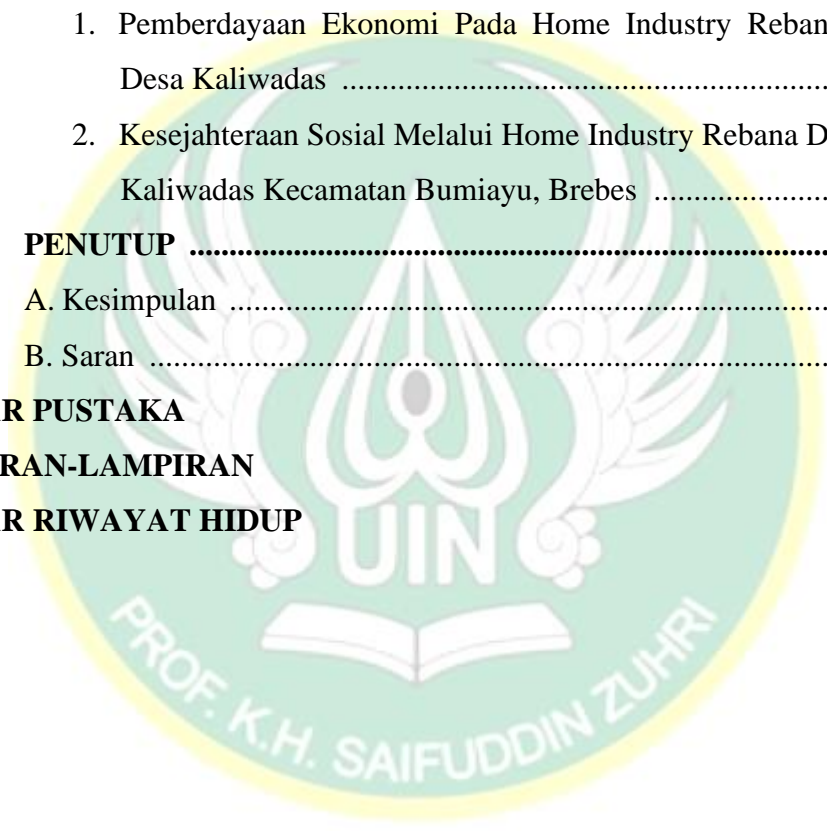 1. Pemberdayaan Ekonomi Pada Home Industry Reban
Desa Kaliwadas ....................................................
2. Kesejahteraan Sosial Melalui Home Industry Rebana D
Kaliwadas Kecamatan Bumiayu, Brebes ......................
PENUTUP ......................................................................
A. Kesimpulan ..................................................................
B. Saran ............................................................................
R PUSTAKA
RAN-LAMPIRAN
R RIWAYAT HIDUP
UIN
PROF. K.H. SAIFUDDIN ZUHRI